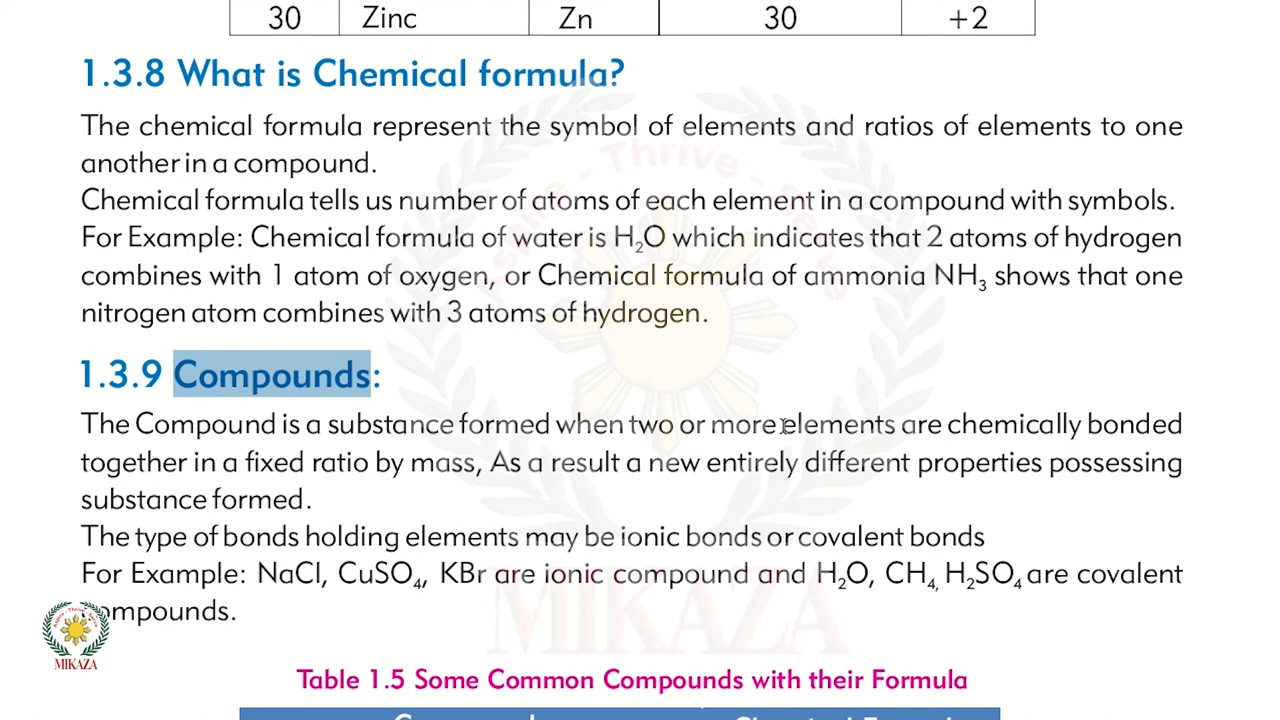 30 Zinc Zn 30 +2
1.3.8 What is Chemical formula?
The chemical formula represent the symbol of elements and ratios of elements to one
another in a compound.
Chemical formula tells us number of atoms of each element in a compound with symbols.
For Example: Chemical formula of water is H₂O which indicates that 2 atoms of hydrogen
combines with 1 atom of oxygen, or Chemical formula of ammonia NH₃ shows that one
nitrogen atom combines with 3 atoms of hydrogen.
1.3.9 Compounds:
The Compound is a substance formed when two or more elements are chemically bonded
together in a fixed ratio by mass, As a result a new entirely different properties possessing
substance formed.
The type of bonds holding elements may be ionic bonds or covalent bonds
For Example: NaCl, CuSO₄, KBr are ionic compound and H₂O, CH₄, H₂SO₄ are covalent
ompounds.
MIKAZA
Table 1.5 Some Common Compounds with their Formula